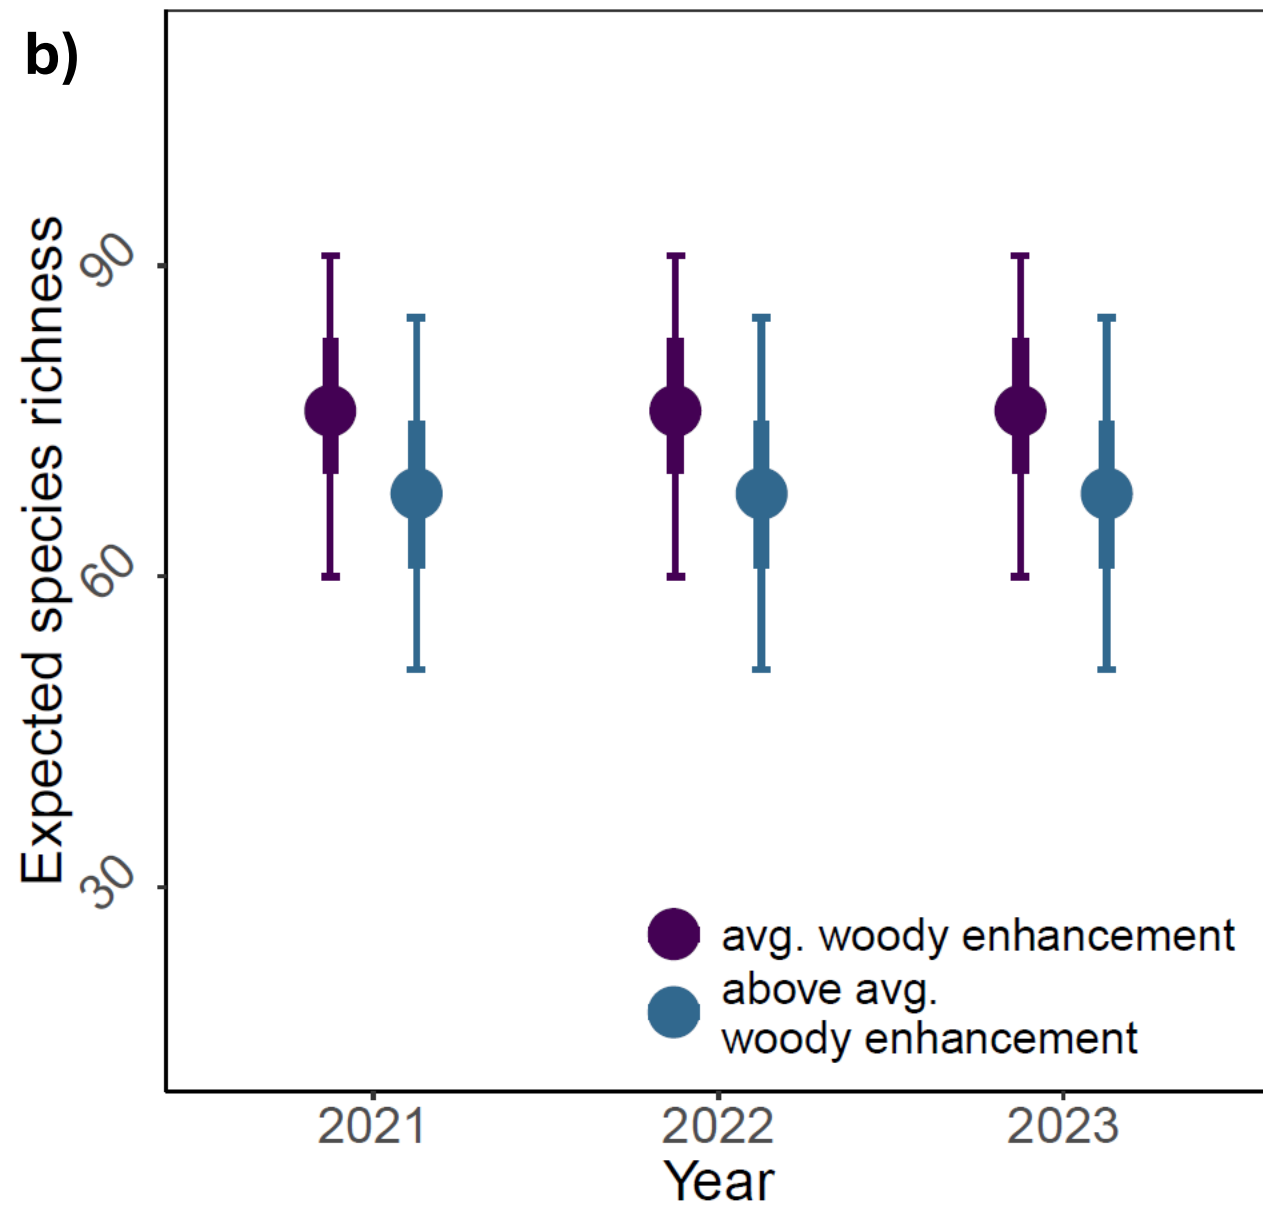 b)
Expected species richness
90
60
30
avg. woody enhancement
above avg.
woody enhancement
2021 2022 2023
Year